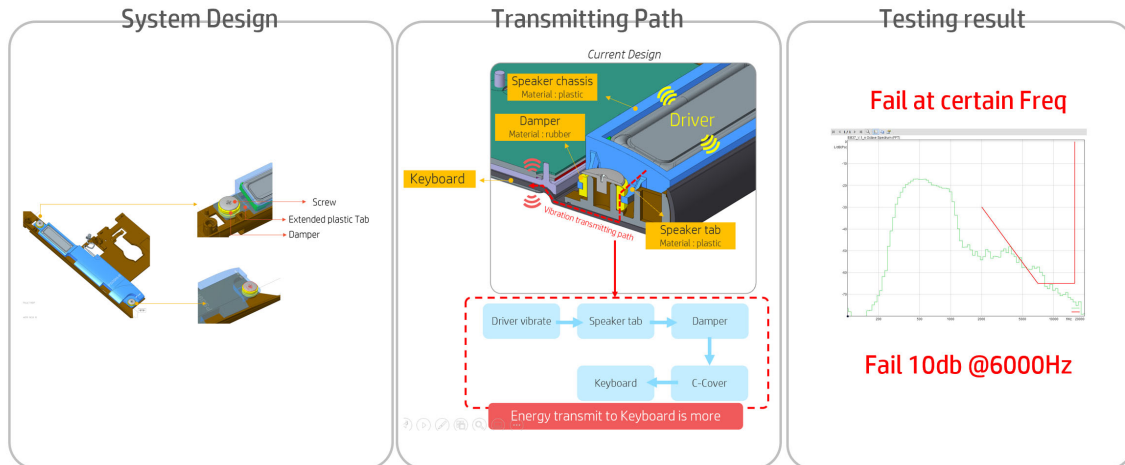 System Design
Transmitting Path
Testing result
Screw
Extended plastic Tab
Damper
Current Design
Speaker chassis
Material : plastic
Driver
Damper
Material : rubber
Keyboard
Vibration transmitting path
Speaker tab
Material : plastic
Driver vibrate
Speaker tab
Damper
Keyboard
C-Cover
Energy transmit to Keyboard is more
Fail at certain Freq
Fail 10db @6000Hz